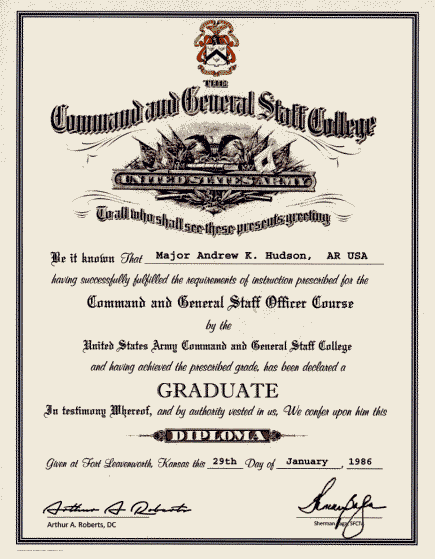 THE
Command and General Staff College
UNITED STATES ARMY
To all who shall see these presents greeting
Be it known That Major Andrew K. Hudson, AR USA
having successfully fulfilled the requirements of instruction prescribed for the
Command and General Staff Officer Course
by the
United States Army Command and General Staff College
and having achieved the prescribed grade, has been declared a
GRADUATE
In testimony Whereof, and by authority vested in us, We confer upon him this
DIPLOMA
Given at Fort Leavenworth, Kansas this 29th Day of January, 1986
Arthur A Roberts
Arthur A. Roberts, DC